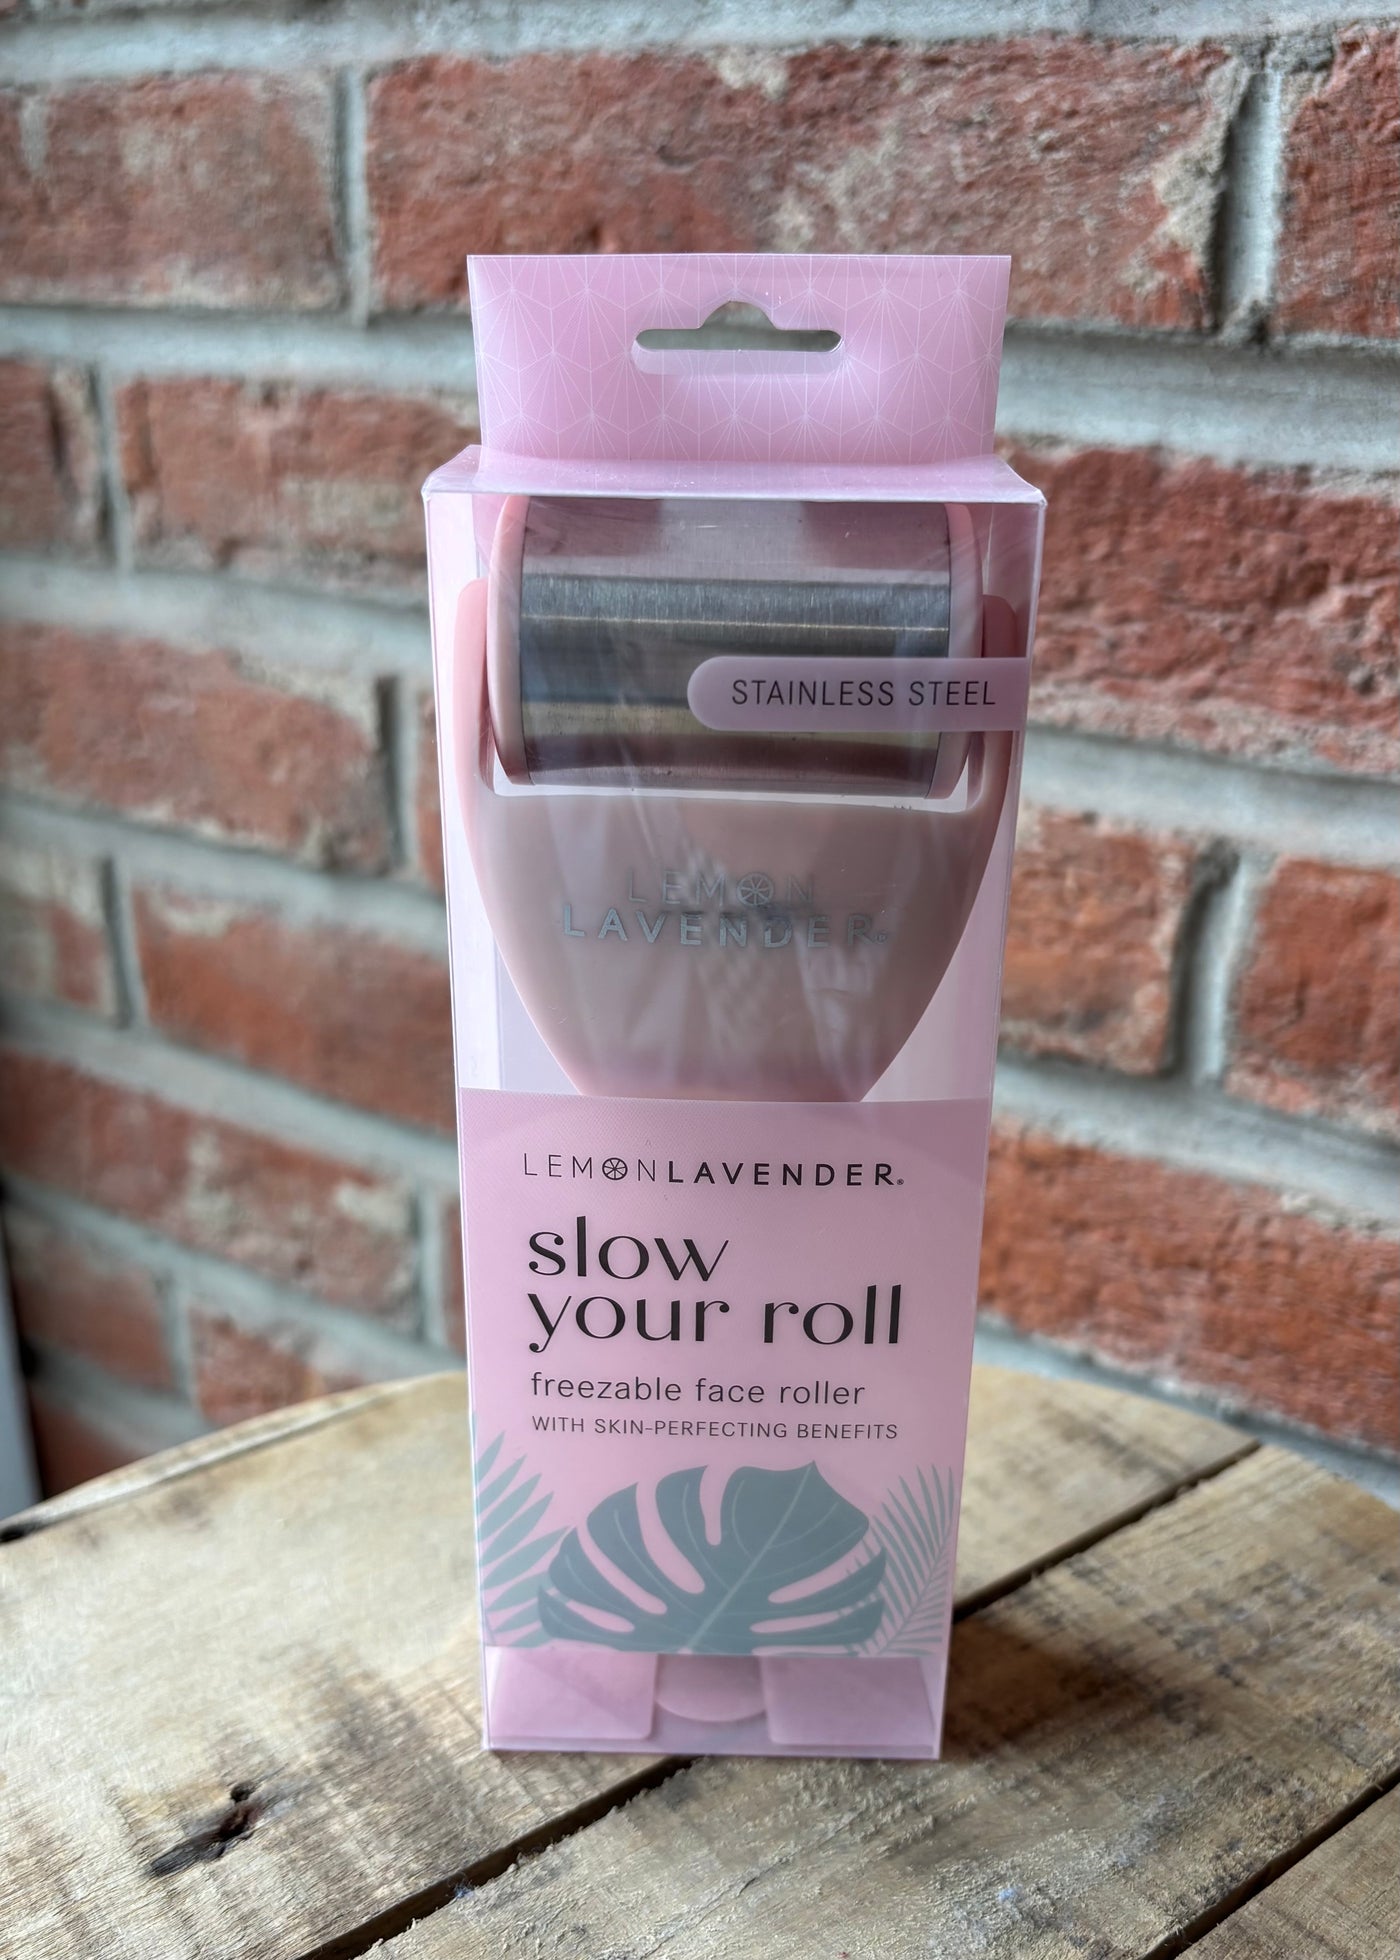 STAINLESS STEEL
LEMON
LAVENDER®
LEMONLAVENDER®
slow
your roll
freezable face roller
WITH SKIN-PERFECTING BENEFITS